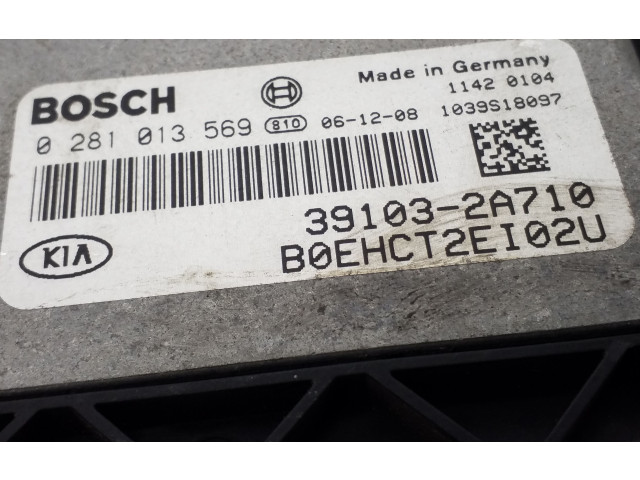 BOSCH
Made in Germany
1142 0104
0 281 013 569 810 06-12-08 1039S18097
39103-2A710
KIA
B0EHCT2EI02U